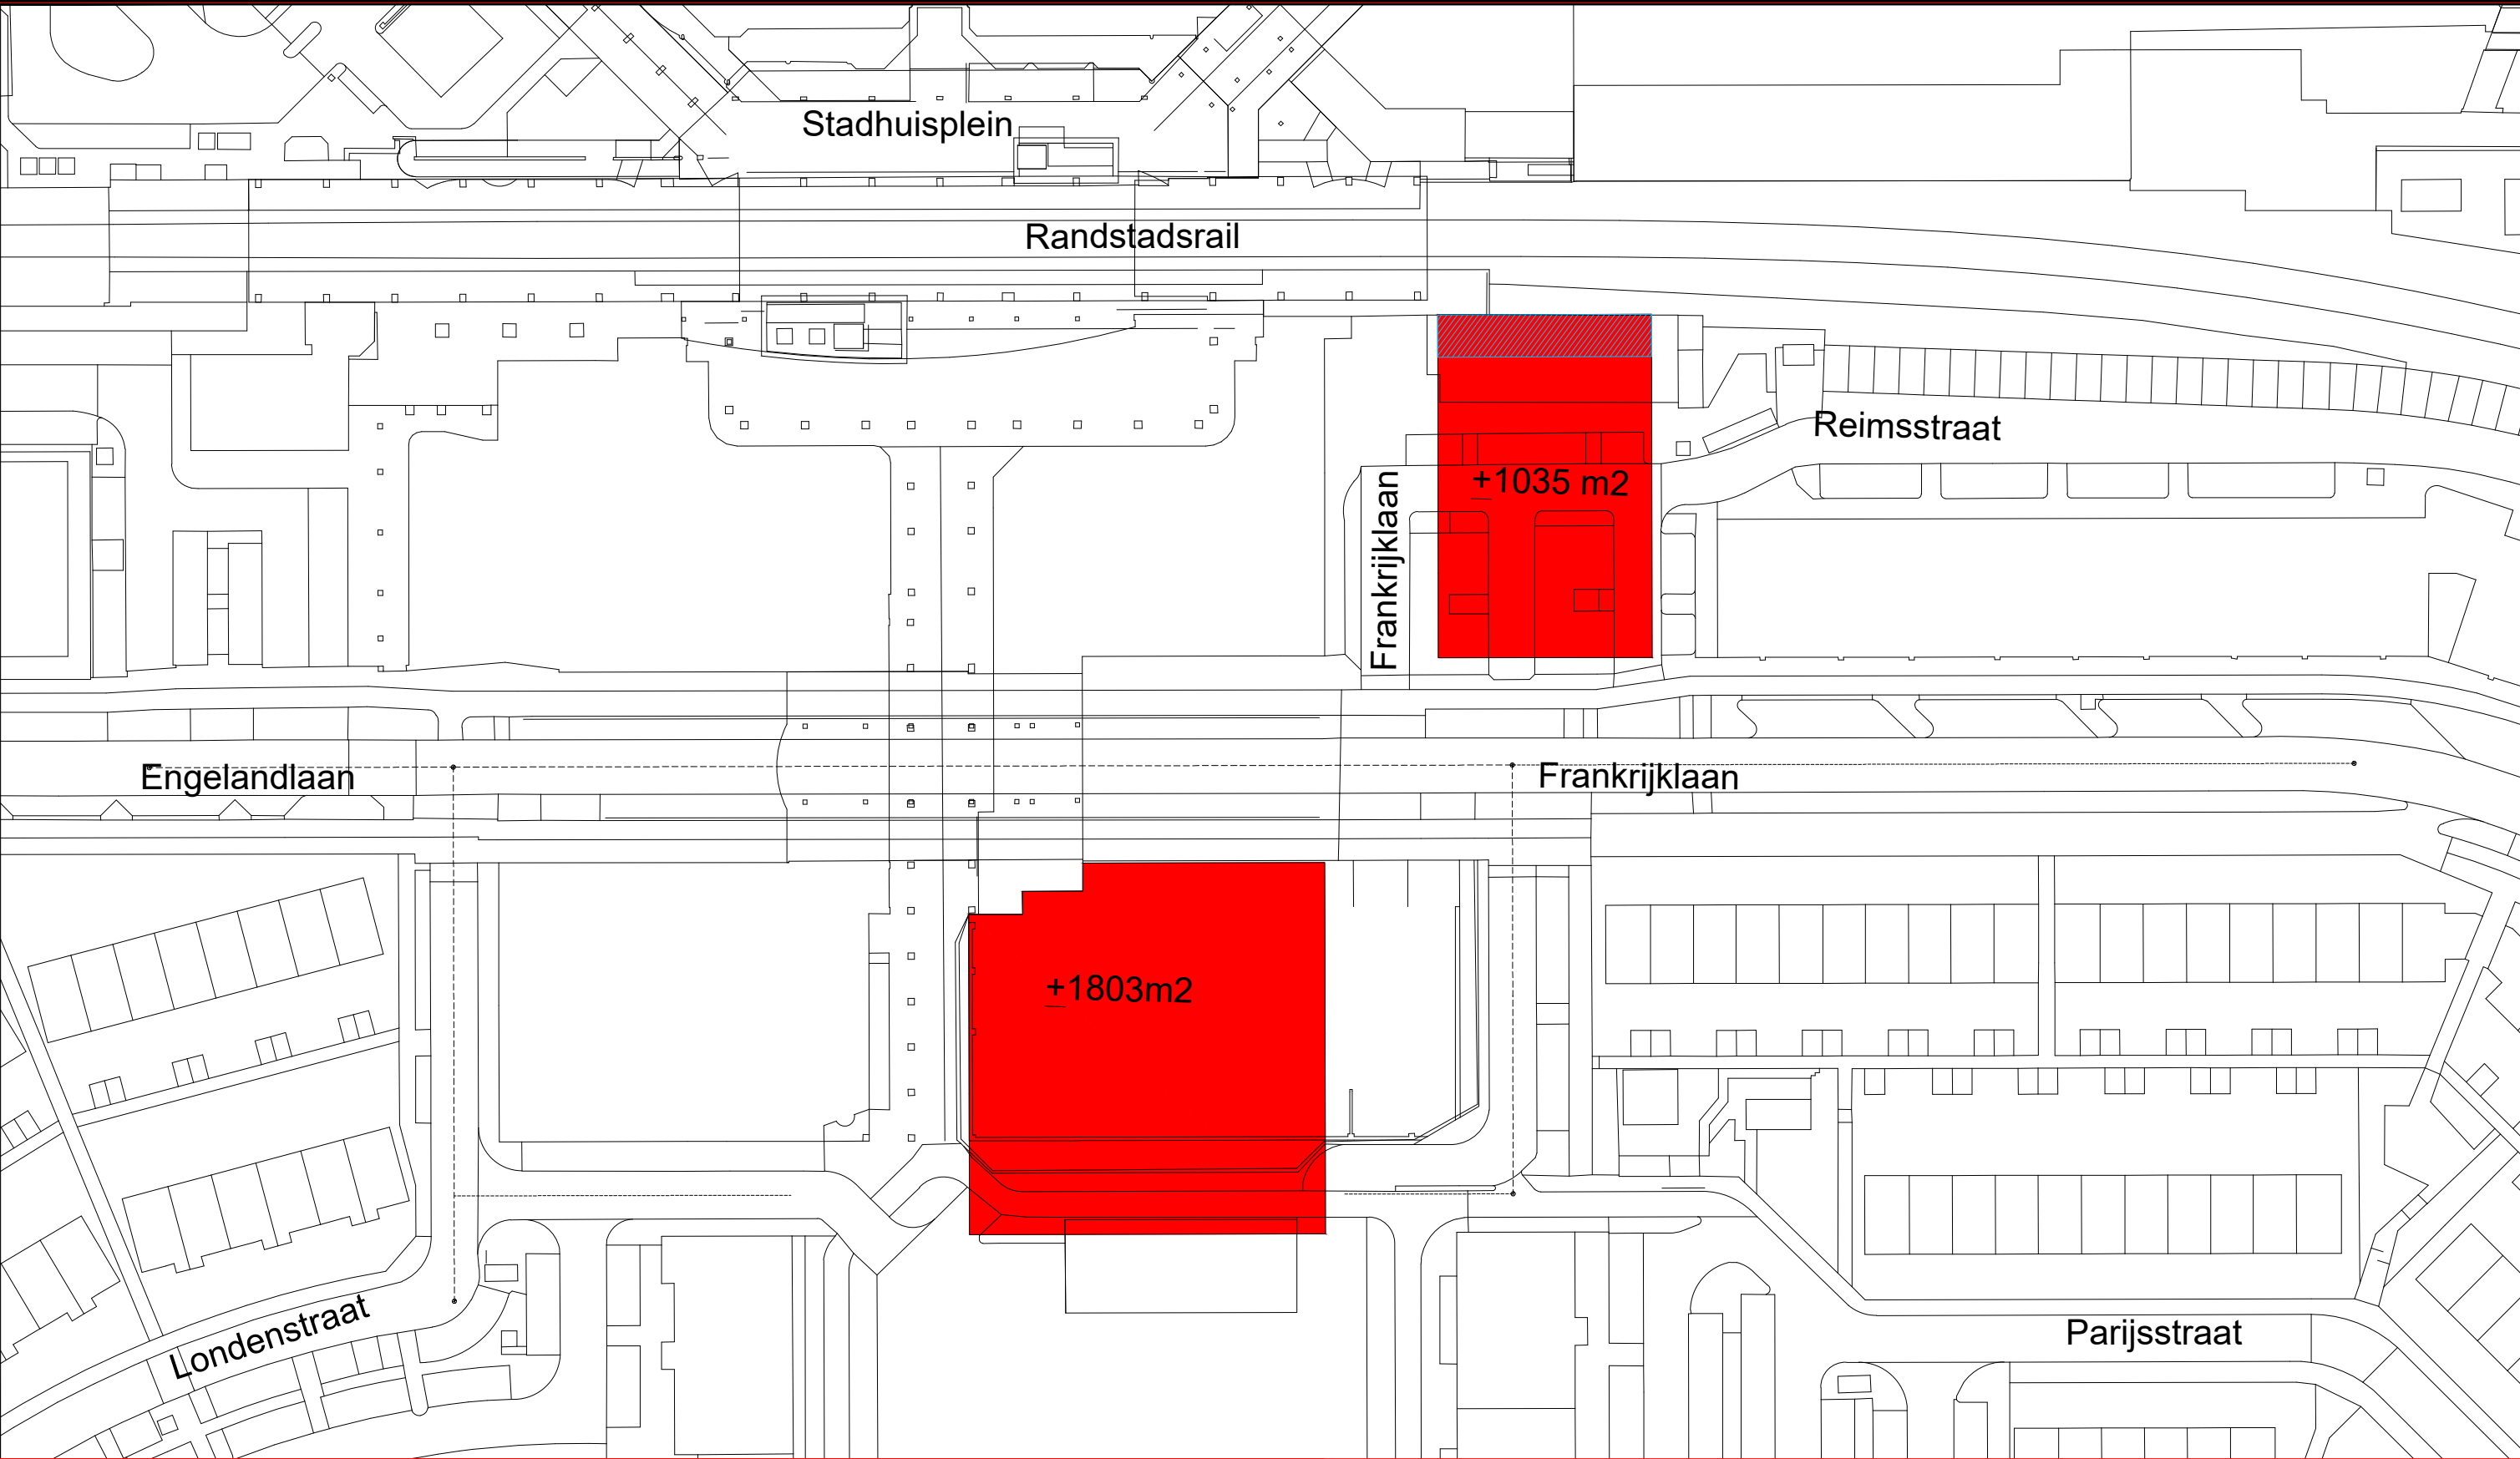 Stadhuisplein
Randstadsrail
Reimsstraat
+1035 m2
Frankrijklaan
Engelandlaan
Frankrijklaan
+1803m2
Londenstraat
Parijsstraat